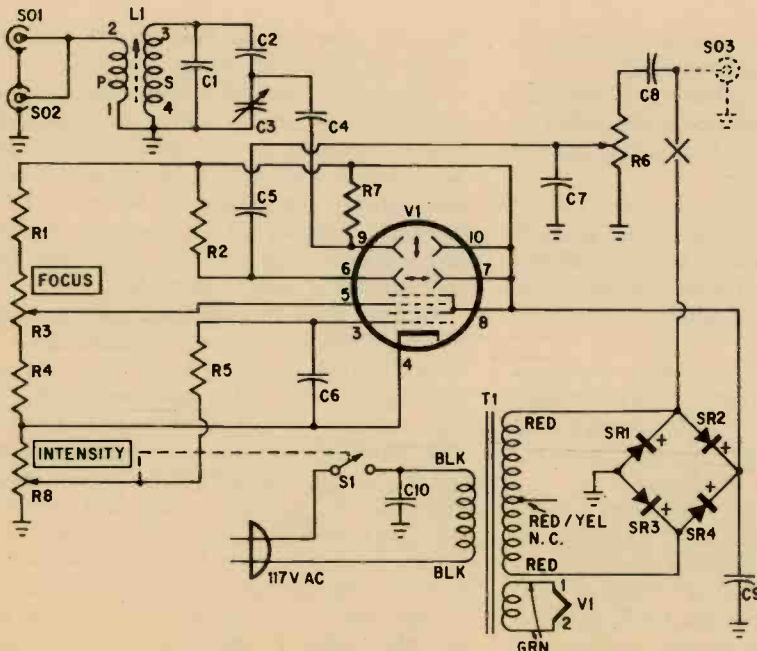 SO1
SO2
L1
2
3
P
S
1
4
C1
C2
C3
C4
C8
SO3
R6
C7
C5
R7
V1
9
10
6
7
5
8
3
4
R1
R2
FOCUS
R3
R4
R5
C6
INTENSITY
R8
S1
C10
BLK
BLK
117V AC
T1
RED
RED/YEL
N.C.
RED
SR1
+
SR2
+
SR3
+
SR4
+
1
V1
2
GRN
C9